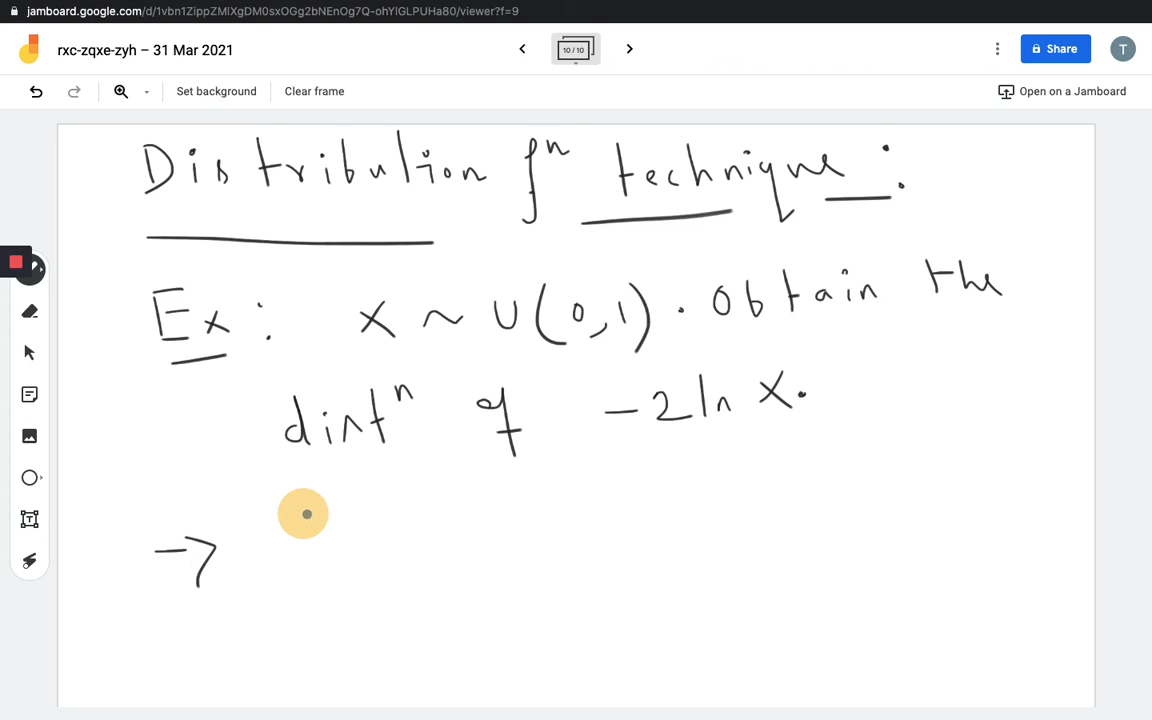 jamboard.google.com/d/1vbn1ZippZMlXgDM0sxOGg2bNEnOg7Q-ohYlGLPUHa80/viewer?f=9
rxc-zqxe-zyh – 31 Mar 2021
10 / 10
Share
T
Set background
Clear frame
Open on a Jamboard
Distribution fⁿ technique :
Ex : X ~ U(0,1) . Obtain the
distⁿ of -2 ln X.
→